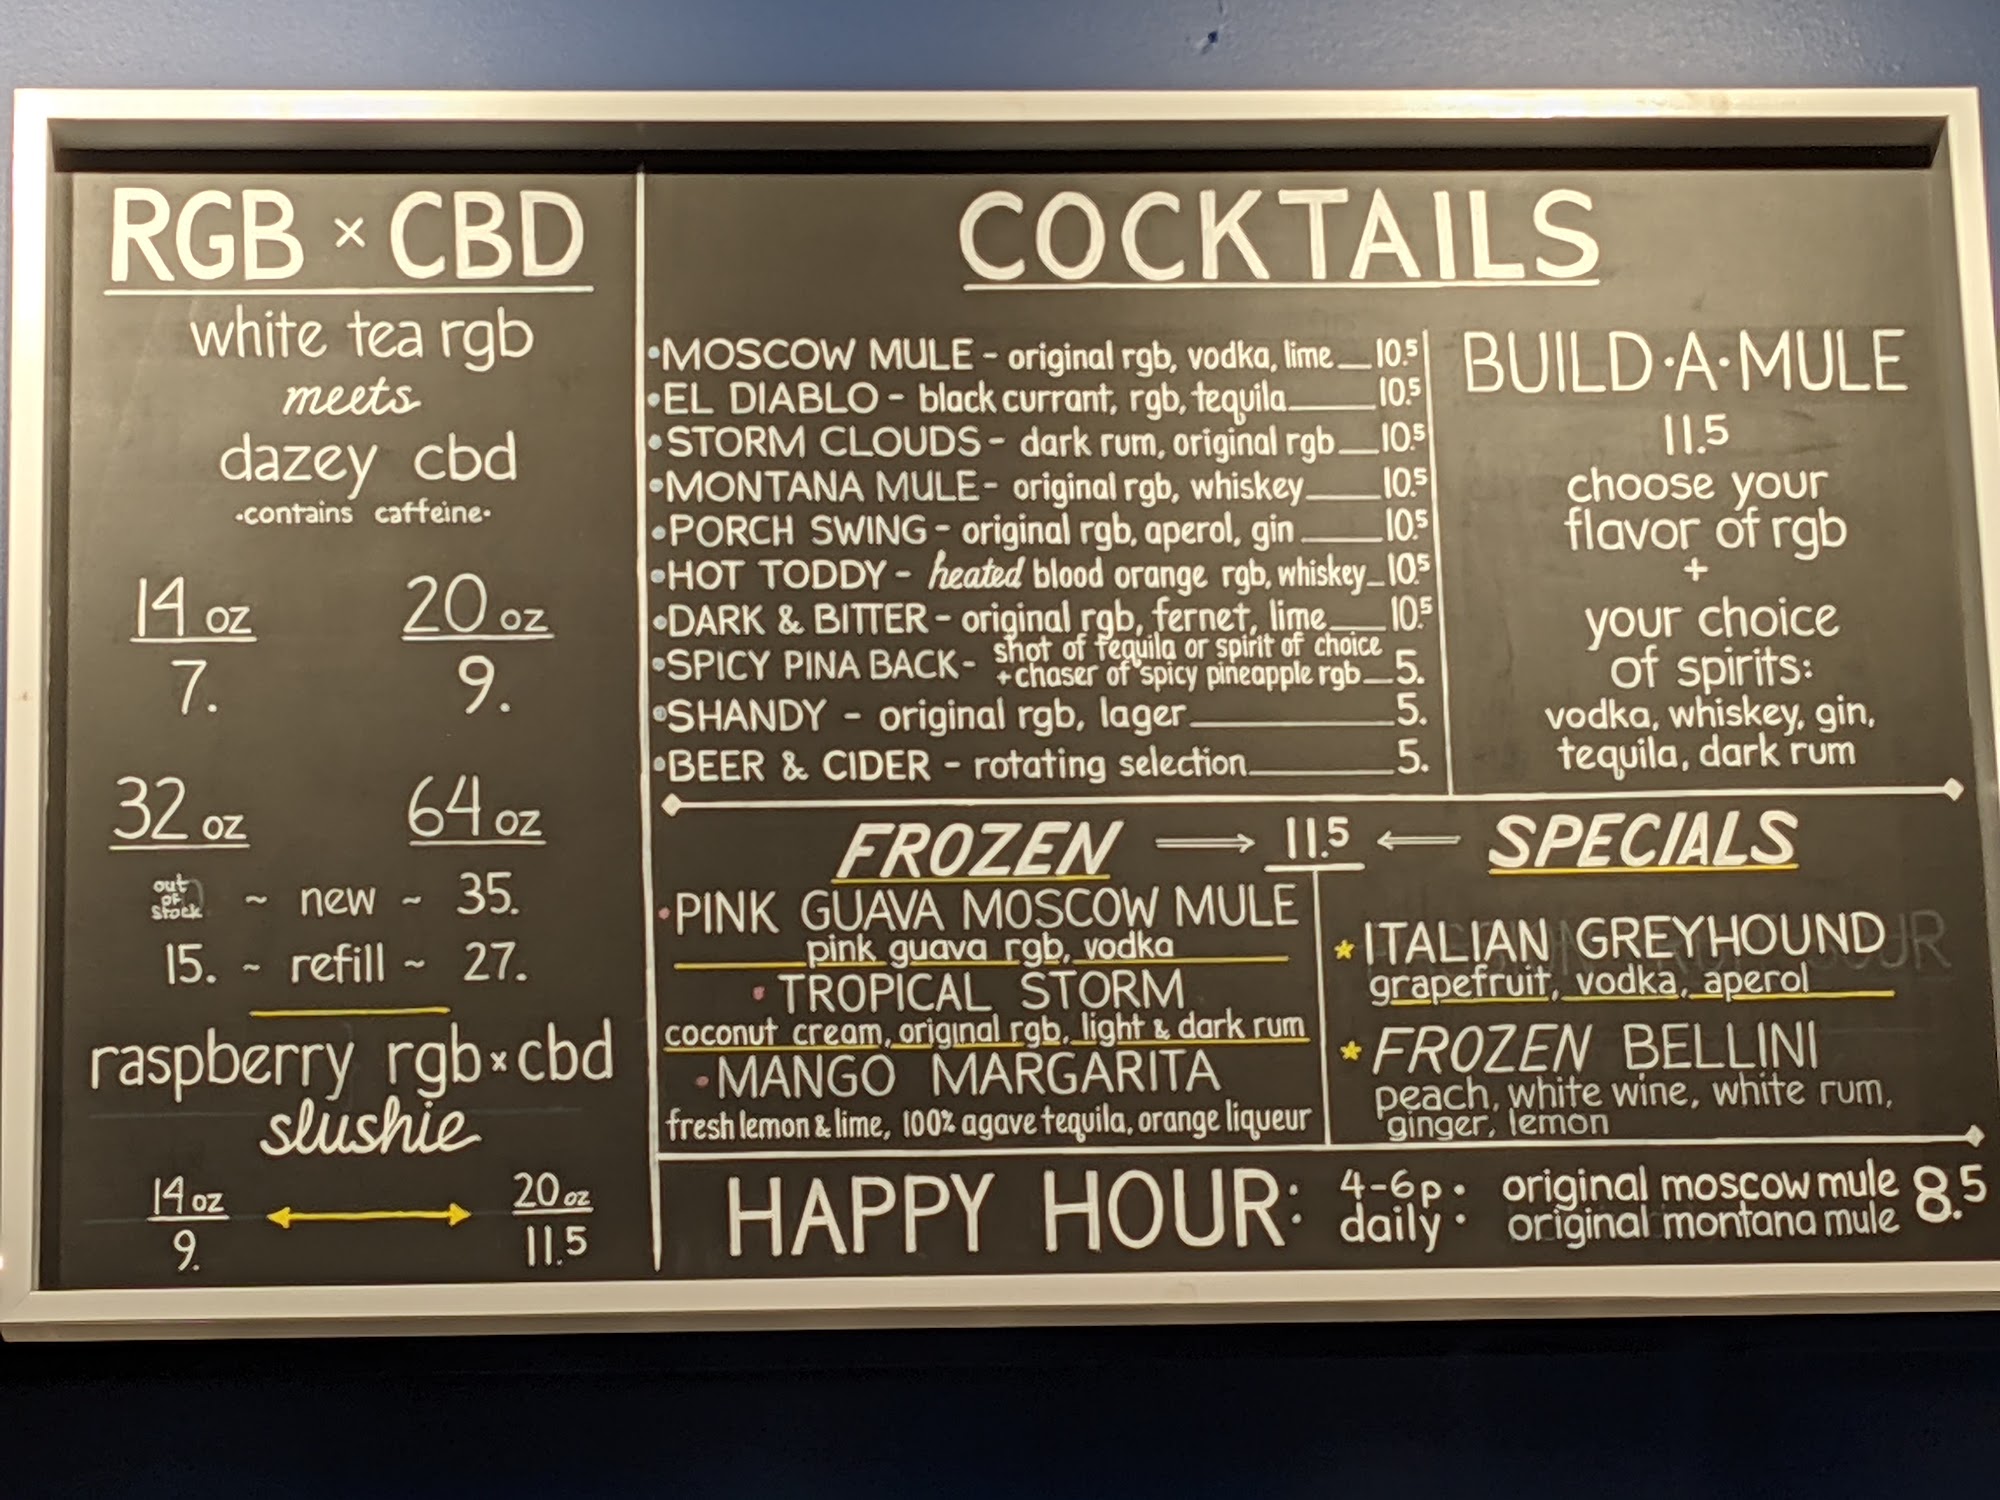 RGB × CBD
white tea rgb
meets
dazey cbd
•contains caffeine•
14 oz 20 oz
7. 9.
32 oz 64 oz
out of stock ~ new ~ 35.
15. ~ refill ~ 27.
raspberry rgb × cbd
slushie
14 oz 20 oz
9. 11.5
COCKTAILS
•MOSCOW MULE - original rgb, vodka, lime 10.5
•EL DIABLO - black currant, rgb, tequila 10.5
•STORM CLOUDS - dark rum, original rgb 10.5
•MONTANA MULE - original rgb, whiskey 10.5
•PORCH SWING - original rgb, aperol, gin 10.5
•HOT TODDY - heated blood orange rgb, whiskey 10.5
•DARK & BITTER - original rgb, fernet, lime 10.5
•SPICY PINA BACK - shot of tequila or spirit of choice
+ chaser of spicy pineapple rgb 5.
•SHANDY - original rgb, lager 5.
•BEER & CIDER - rotating selection 5.
BUILD•A•MULE
11.5
choose your
flavor of rgb
+
your choice
of spirits:
vodka, whiskey, gin,
tequila, dark rum
FROZEN 11.5 SPECIALS
•PINK GUAVA MOSCOW MULE
pink guava rgb, vodka
•TROPICAL STORM
coconut cream, original rgb, light & dark rum
•MANGO MARGARITA
fresh lemon & lime, 100% agave tequila, orange liqueur
★ITALIAN GREYHOUND
grapefruit, vodka, aperol
★FROZEN BELLINI
peach, white wine, white rum,
ginger, lemon
HAPPY HOUR: 4-6p • original moscow mule 8.5
daily • original montana mule